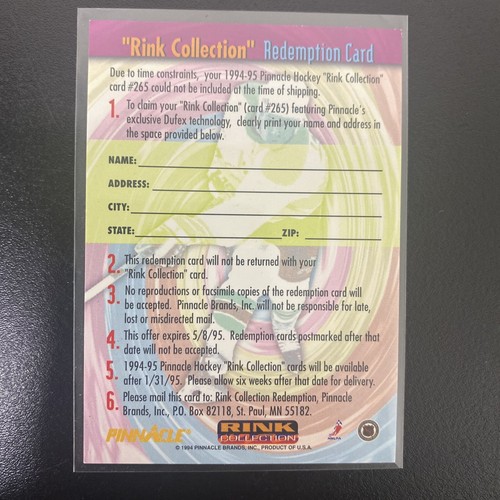 "Rink Collection" Redemption Card
Due to time constraints, your 1994-95 Pinnacle Hockey "Rink Collection"
card #265 could not be included at the time of shipping.
1. To claim your "Rink Collection" (card #265) featuring Pinnacle's
exclusive Dufex technology, clearly print your name and address in
the space provided below.
NAME:
ADDRESS:
CITY:
STATE: ZIP:
2. This redemption card will not be returned with your
"Rink Collection" card.
3. No reproductions or facsimile copies of the redemption card will
be accepted. Pinnacle Brands, Inc. will not be responsible for late,
lost or misdirected mail.
4. This offer expires 5/8/95. Redemption cards postmarked after that
date will not be accepted.
5. 1994-95 Pinnacle Hockey "Rink Collection" cards will be available
after 1/31/95. Please allow six weeks after that date for delivery.
6. Please mail this card to: Rink Collection Redemption, Pinnacle
Brands, Inc., P.O. Box 82118, St. Paul, MN 55182.
PINNACLE
RINK
COLLECTION
NHLPA
© 1994 PINNACLE BRANDS, INC., PRODUCT OF U.S.A.